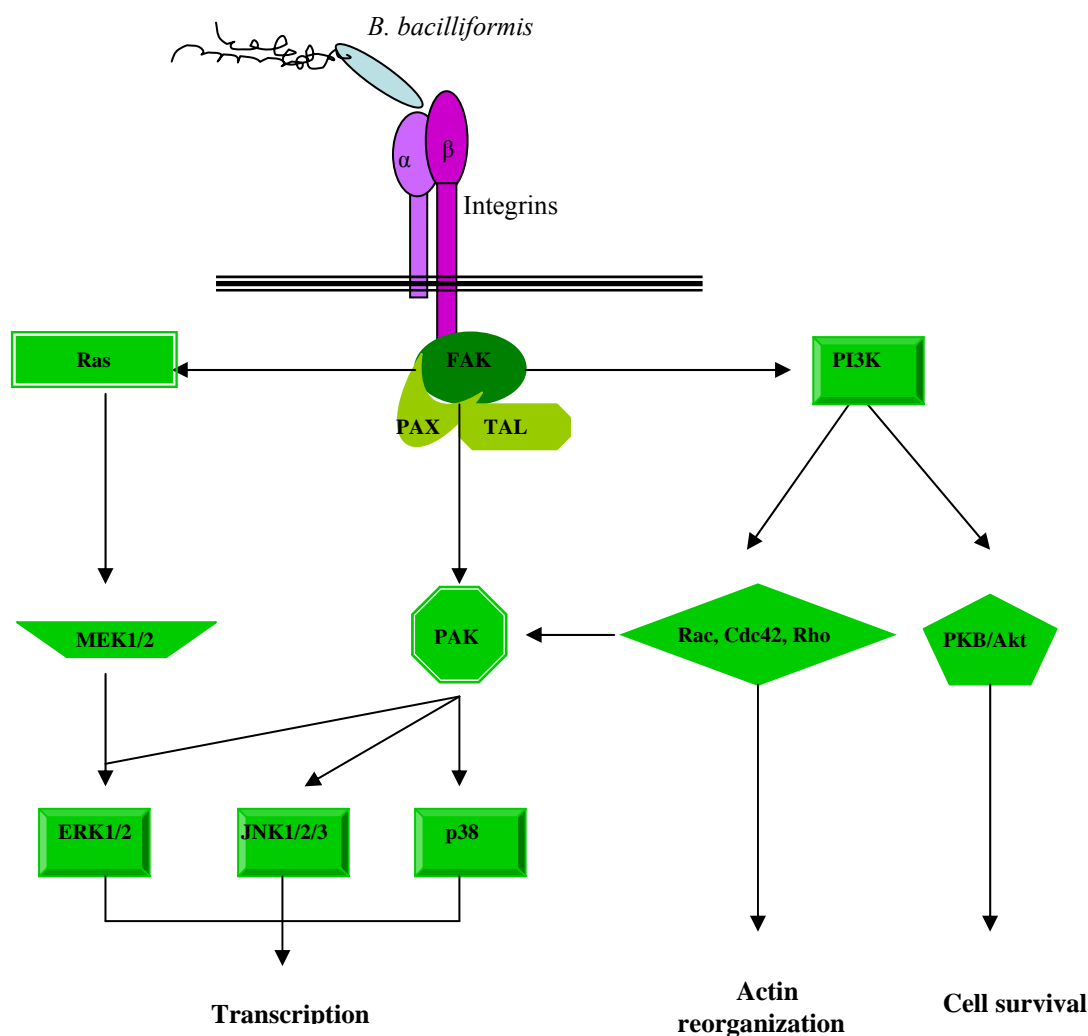 B. bacilliformis
α
β
Integrins
Ras
FAK
PI3K
PAX
TAL
MEK1/2
PAK
Rac, Cdc42, Rho
PKB/Akt
ERK1/2
JNK1/2/3
p38
Transcription
Actin
reorganization
Cell survival